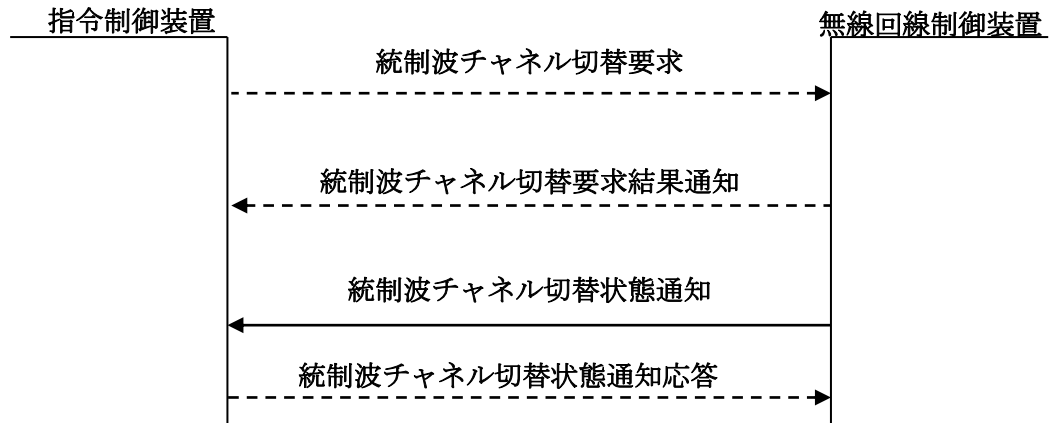 指令制御装置
無線回線制御装置
統制波チャネル切替要求
統制波チャネル切替要求結果通知
統制波チャネル切替状態通知
統制波チャネル切替状態通知応答